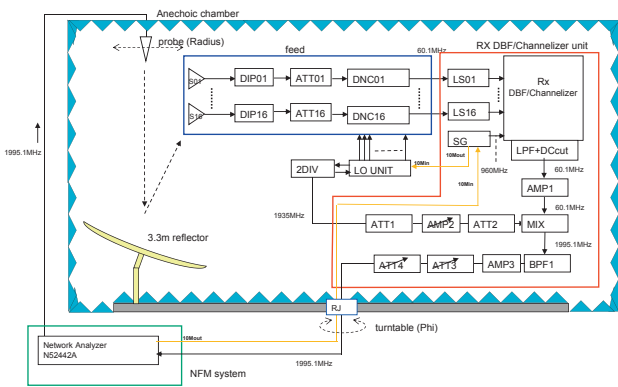 Anechoic chamber
probe (Radius)
feed
60.1MHz
RX DBF/Channelizer unit
S01
DIP01
ATT01
DNC01
LS01
Rx
DBF/Channelizer
S16
DIP16
ATT16
DNC16
LS16
SG
LPF+DCcut
10Mout
10Min
2DIV
LO UNIT
960MHz
60.1MHz
10Min
AMP1
1995.1MHz
60.1MHz
1935MHz
ATT1
AMP2
ATT2
MIX
1995.1MHz
3.3m reflector
ATT4
ATT3
AMP3
BPF1
RJ
turntable (Phi)
10Mout
Network Analyzer
N52442A
1995.1MHz
NFM system